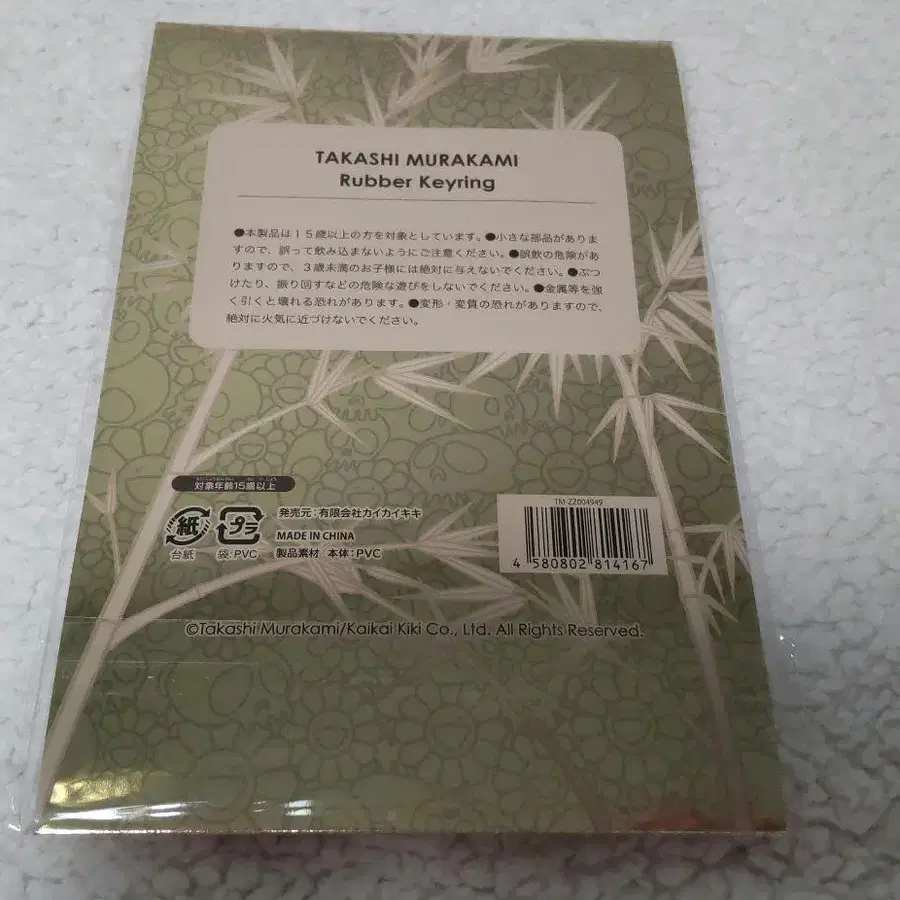 TAKASHI MURAKAMI
Rubber Keyring
●本製品は１５歳以上の方を対象としています。●小さな部品がありま
すので、誤って飲み込まないようにご注意ください。●誤飲の危険があ
りますので、３歳未満のお子様には絶対に与えないでください。●ぶつ
けたり、振り回すなどの危険な遊びをしないでください。●金属等を強
く引くと壊れる恐れがあります。●変形・変質の恐れがありますので、
絶対に火気に近づけないでください。
対象年齢15歳以上
紙
台紙
プラ
袋:PVC
発売元：有限会社カイカイキキ
MADE IN CHINA
製品素材 本体：PVC
TM-ZZ004949
4 580802 814167
©Takashi Murakami/Kaikai Kiki Co., Ltd. All Rights Reserved.